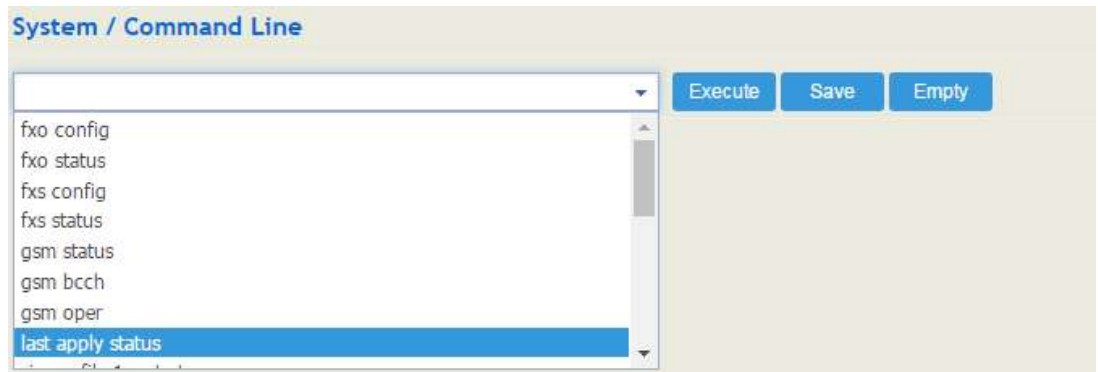 System / Command Line
Execute Save Empty
fxo config
fxo status
fxs config
fxs status
gsm status
gsm bcch
gsm oper
last apply status